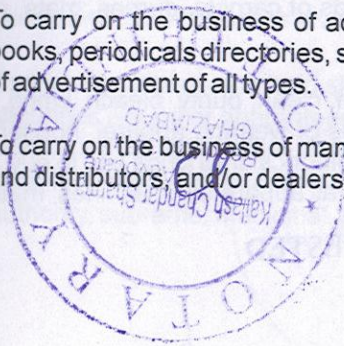 To carry on the business of ad
books, periodicals directories, s
of advertisement of all types.
To carry on the business of man
and distributors, and/or dealers
NOTARY
Kailash Chandar Sharma
Advocate
GHAZIABAD